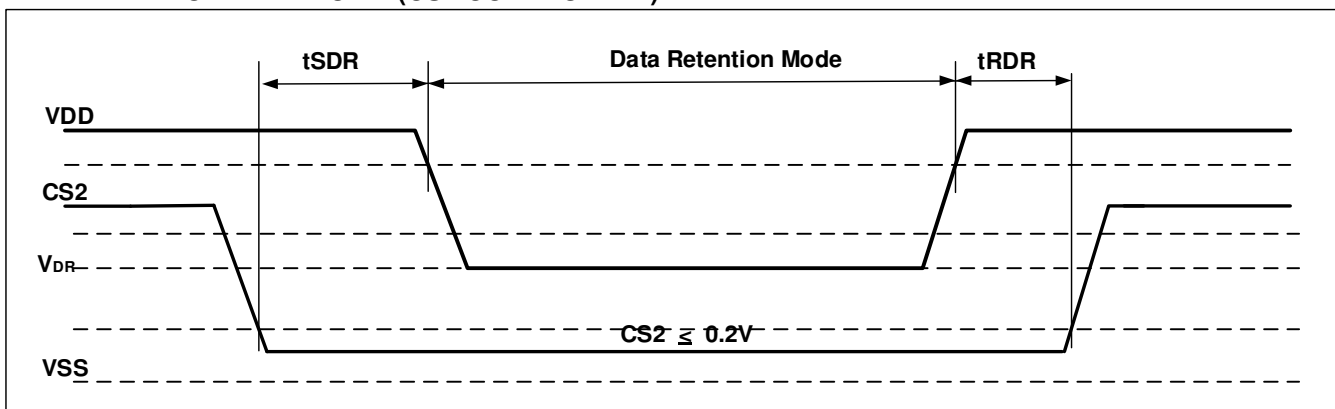 tSDR
Data Retention Mode
tRDR
VDD
CS2
VDR
CS2 ≤ 0.2V
VSS